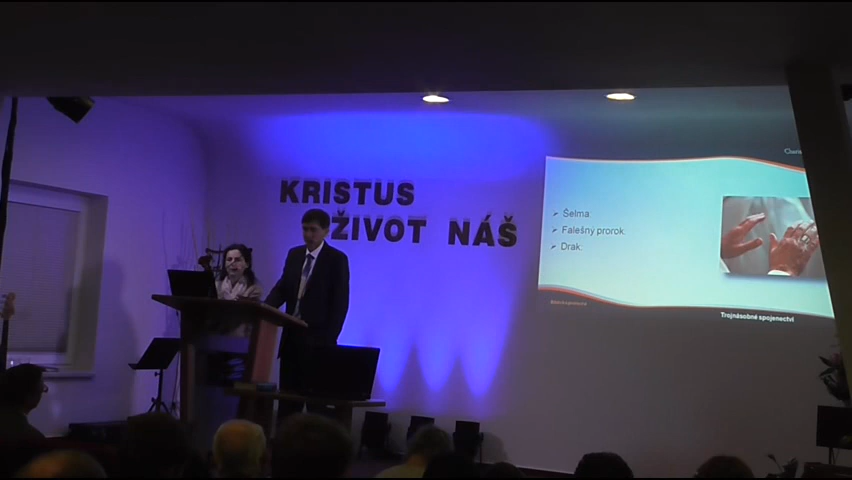 KRISTUS
ŽIVOT NÁŠ
Šelma:
Falešný prorok:
Drak:
Trojnásobné spojenectví